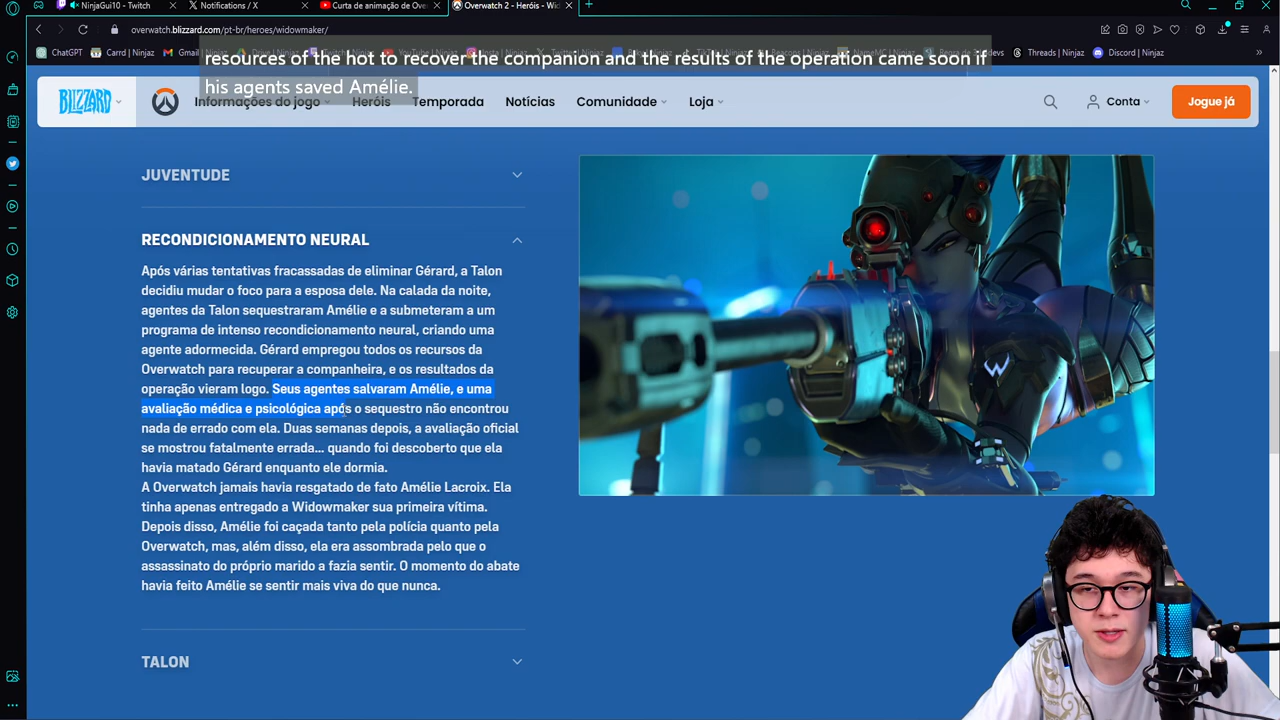 NinjaGui10 - Twitch
Notifications / X
Curta de animação de Over
Overwatch 2 - Heróis - Wid
overwatch.blizzard.com/pt-br/heroes/widowmaker/
ChatGPT
Carrd | Ninjaz
Gmail | Ninjaz
Threads | Ninjaz
Discord | Ninjaz
resources of the hot to recover the companion and the results of the operation came soon if
his agents saved Amélie.
BLIZZARD
Informações do jogo
Heróis
Temporada
Notícias
Comunidade
Loja
Conta
Jogue já
JUVENTUDE
RECONDICIONAMENTO NEURAL
Após várias tentativas fracassadas de eliminar Gérard, a Talon
decidiu mudar o foco para a esposa dele. Na calada da noite,
agentes da Talon sequestraram Amélie e a submeteram a um
programa de intenso recondicionamento neural, criando uma
agente adormecida. Gérard empregou todos os recursos da
Overwatch para recuperar a companheira, e os resultados da
operação vieram logo. Seus agentes salvaram Amélie, e uma
avaliação médica e psicológica após o sequestro não encontrou
nada de errado com ela. Duas semanas depois, a avaliação oficial
se mostrou fatalmente errada... quando foi descoberto que ela
havia matado Gérard enquanto ele dormia.
A Overwatch jamais havia resgatado de fato Amélie Lacroix. Ela
tinha apenas entregado a Widowmaker sua primeira vítima.
Depois disso, Amélie foi caçada tanto pela polícia quanto pela
Overwatch, mas, além disso, ela era assombrada pelo que o
assassinato do próprio marido a fazia sentir. O momento do abate
havia feito Amélie se sentir mais viva do que nunca.
TALON